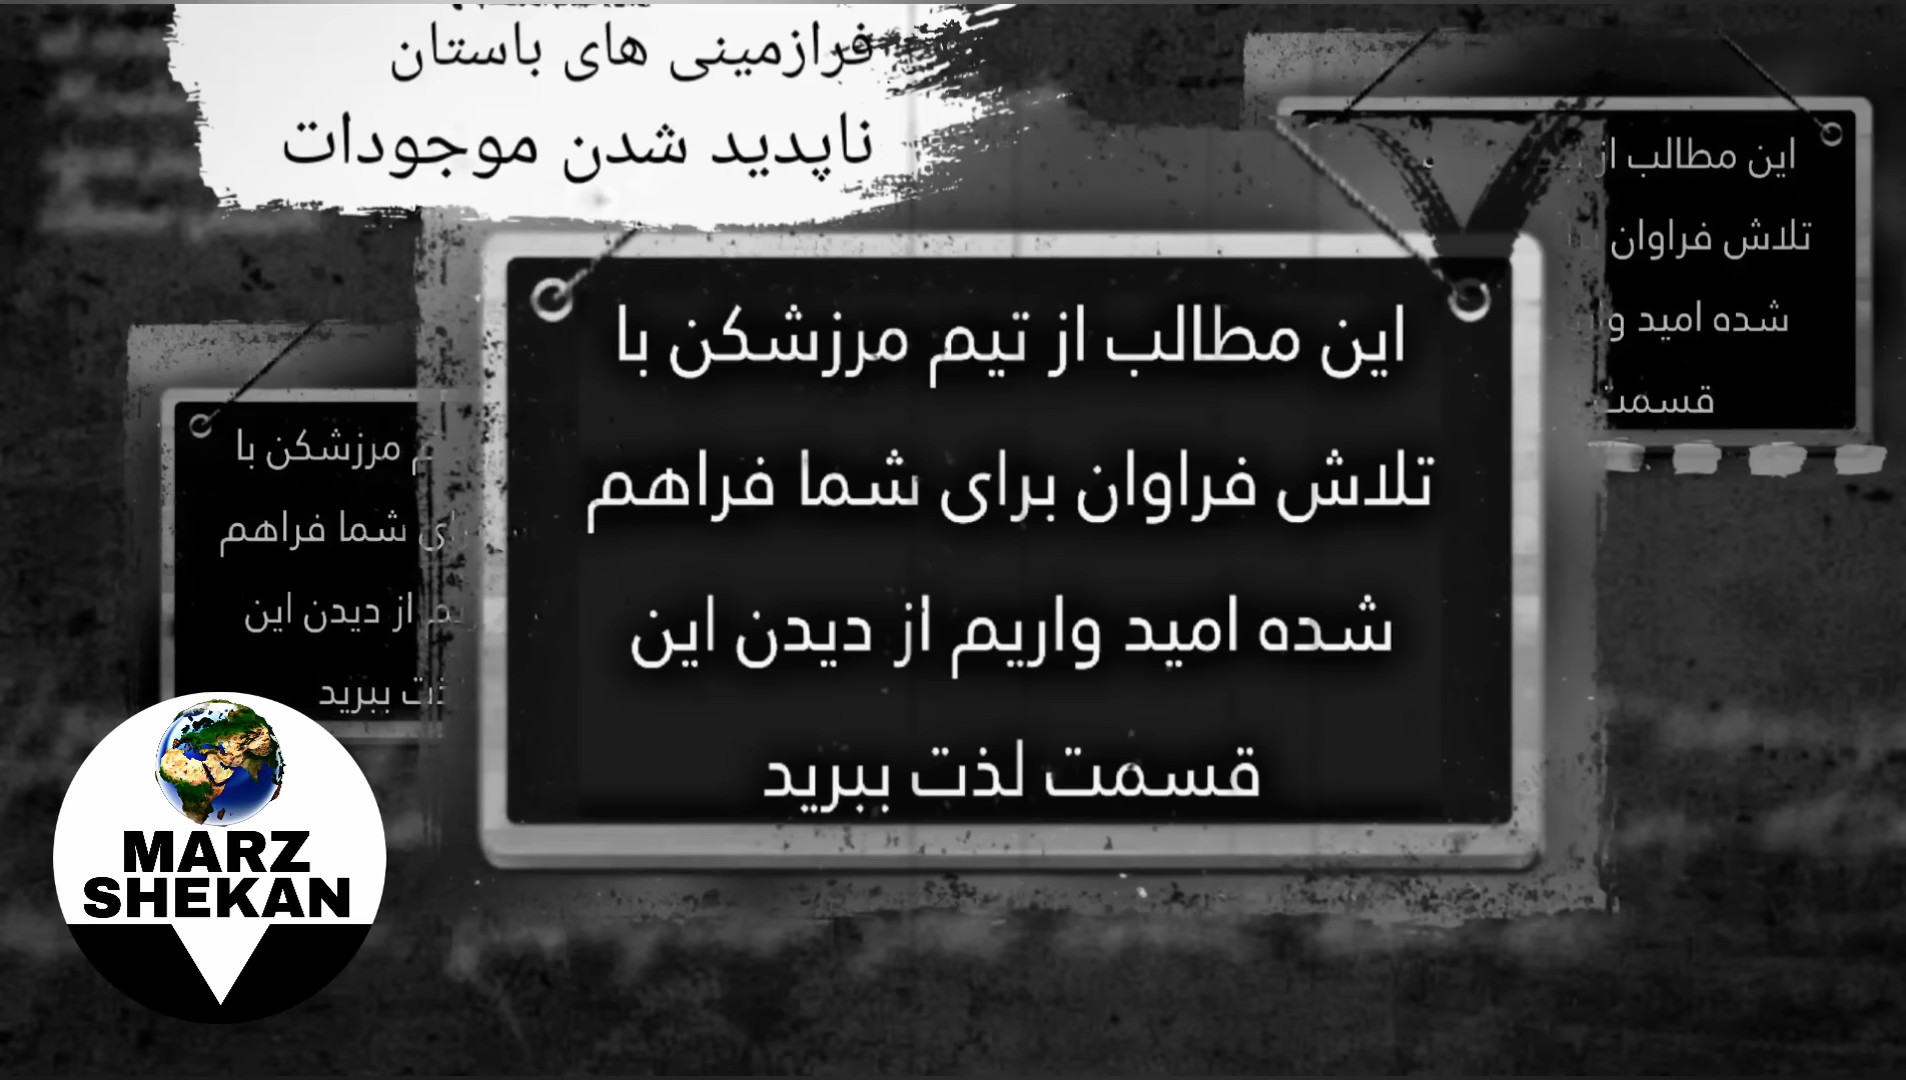 فرازمینی های باستان
ناپدید شدن موجودات
این مطالب از تیم مرزشکن با
تلاش فراوان برای شما فراهم
شده امید واریم از دیدن این
قسمت لذت ببرید
این مطالب از
تلاش فراوان
شده امید و
قسمت
مرزشکن با
شما فراهم
از دیدن این
ببرید
MARZ
SHEKAN